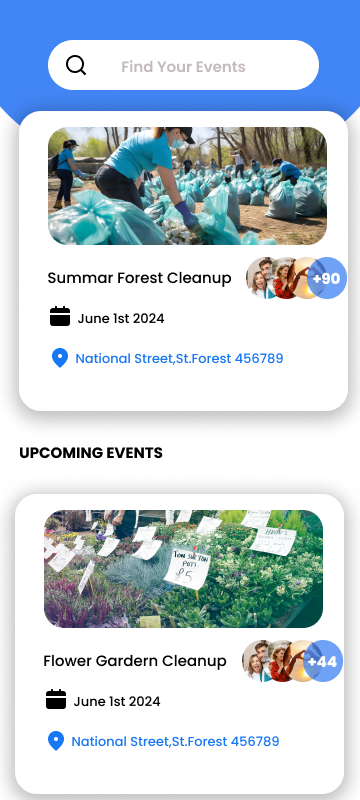 Find Your Events
Summar Forest Cleanup
+90
June 1st 2024
National Street,St.Forest 456789
UPCOMING EVENTS
Flower Gardern Cleanup
+44
June 1st 2024
National Street,St.Forest 456789